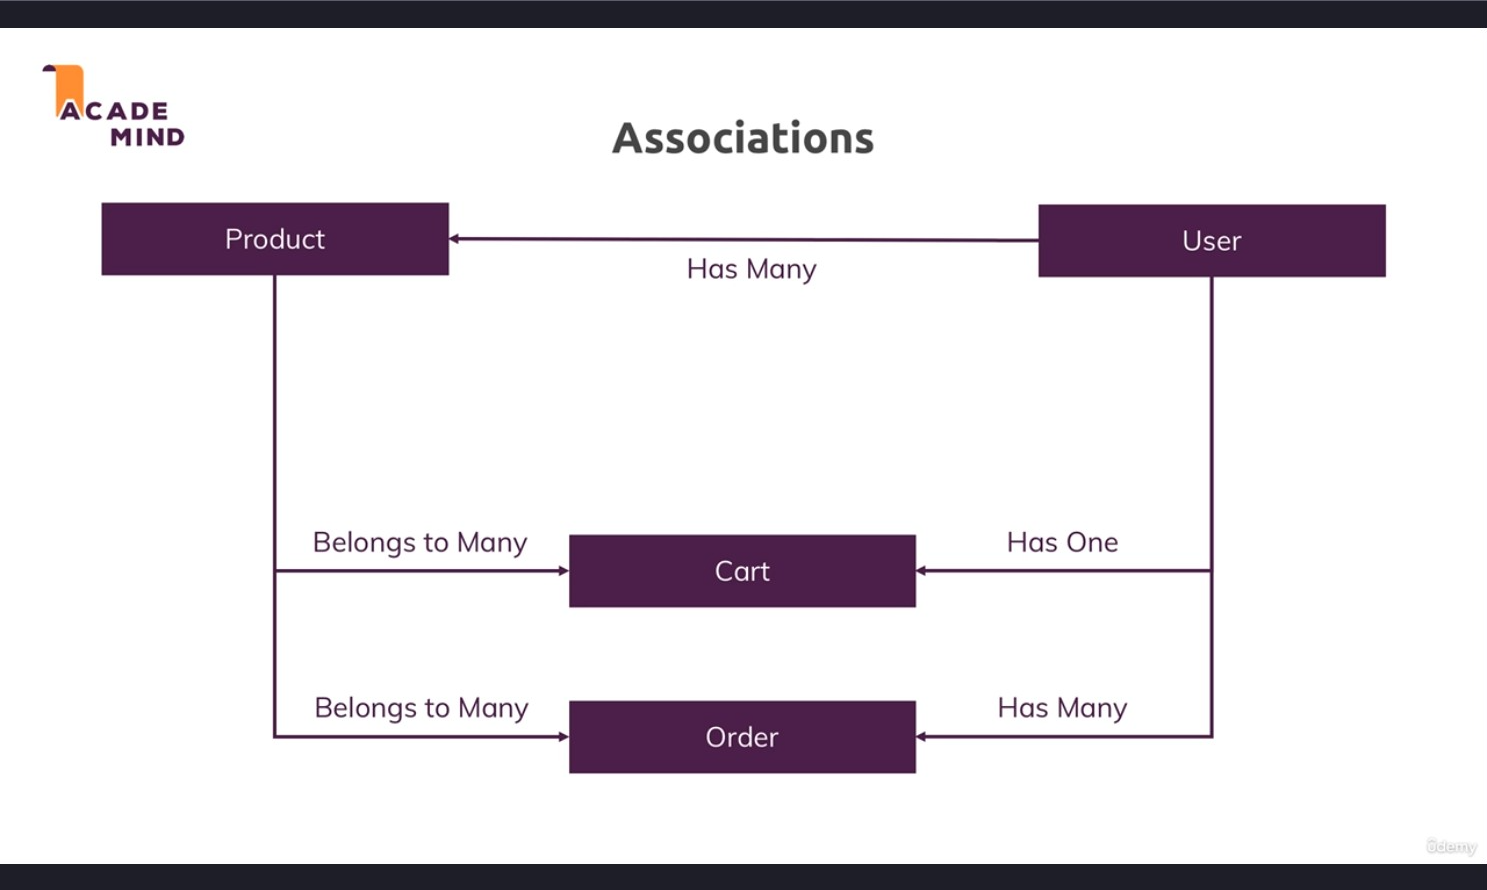 ACADE
MIND
Associations
Product
User
Has Many
Belongs to Many
Has One
Cart
Belongs to Many
Has Many
Order
ûdemy